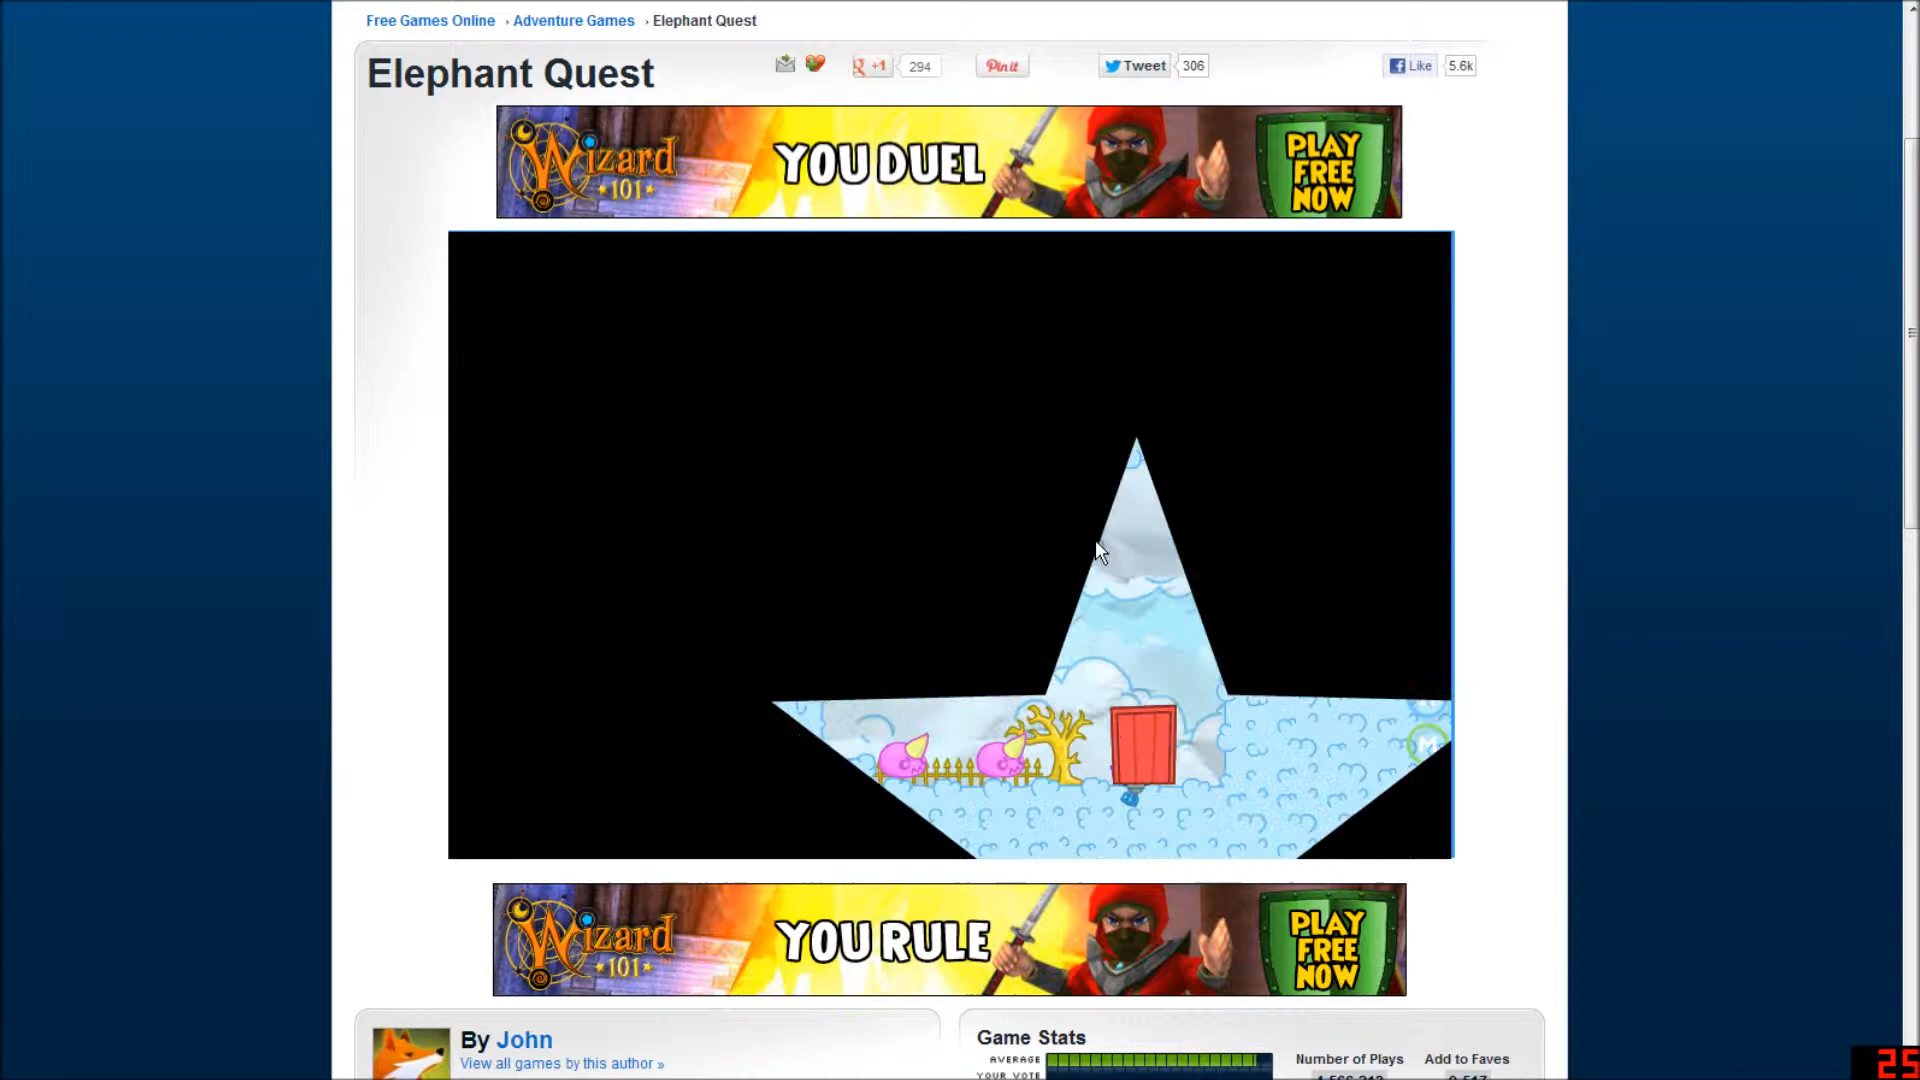 Free Games Online › Adventure Games › Elephant Quest
Elephant Quest
+1 294 Pin it Tweet 306 Like 5.6k
Wizard 101 YOU DUEL PLAY FREE NOW
M
Wizard 101 YOU RULE PLAY FREE NOW
By John
View all games by this author »
Game Stats
AVERAGE
YOUR VOTE
Number of Plays
Add to Faves
25